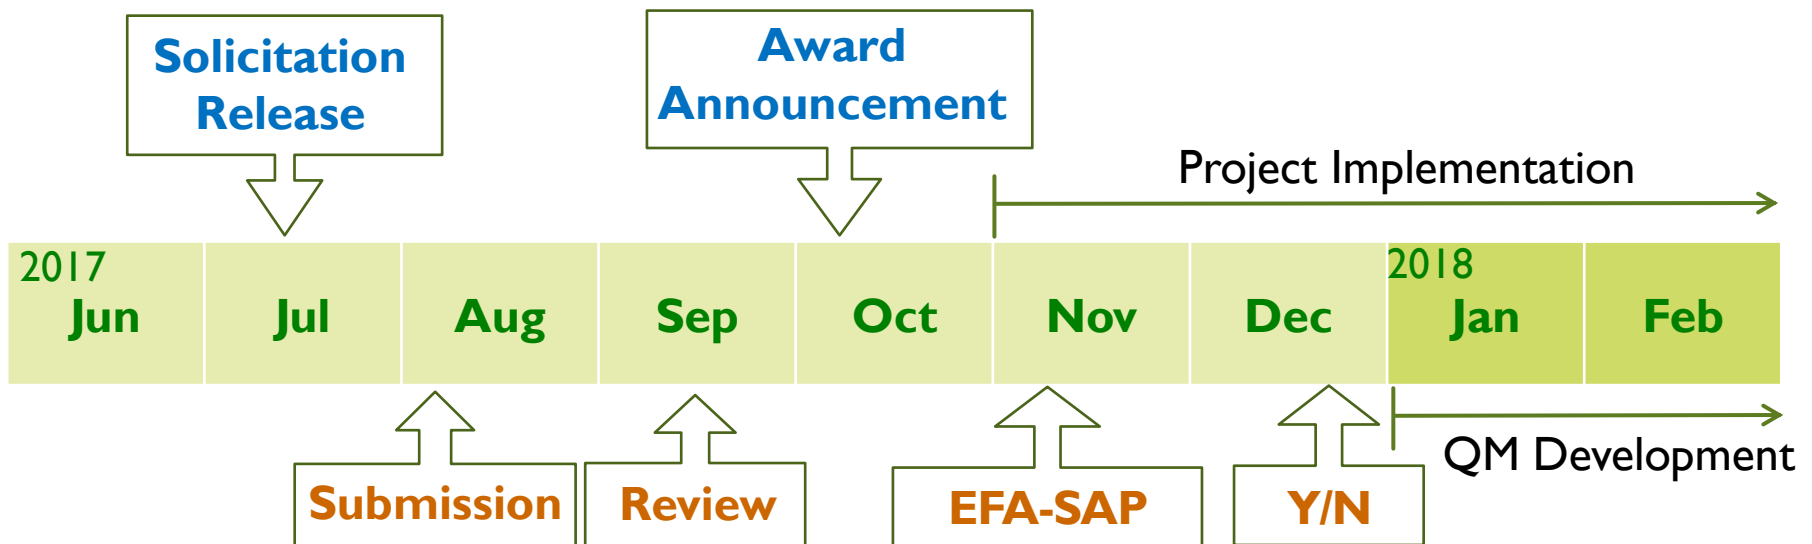 Solicitation
Release
Award
Announcement
Project Implementation
2017
2018
Jun
Jul
Aug
Sep
Oct
Nov
Dec
Jan
Feb
QM Development
Submission
Review
EFA-SAP
Y/N